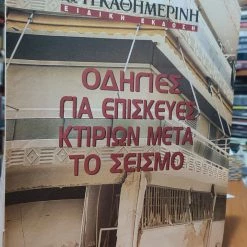 Η ΚΑΘΗΜΕΡΙΝΗ
ΕΙΔΙΚΗ ΕΚΔΟΣΗ
ΟΔΗΓΙΕΣ
ΓΙΑ ΕΠΙΣΚΕΥΕΣ
ΚΤΙΡΙΩΝ ΜΕΤΑ
ΤΟ ΣΕΙΣΜΟ